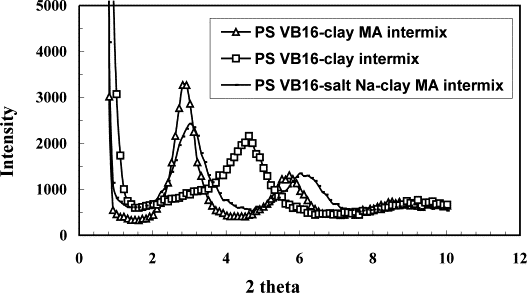 5000
4000
3000
2000
1000
0
Intensity
PS VB16-clay MA intermix
PS VB16-clay intermix
PS VB16-salt Na-clay MA intermix
0 2 4 6 8 10 12
2 theta